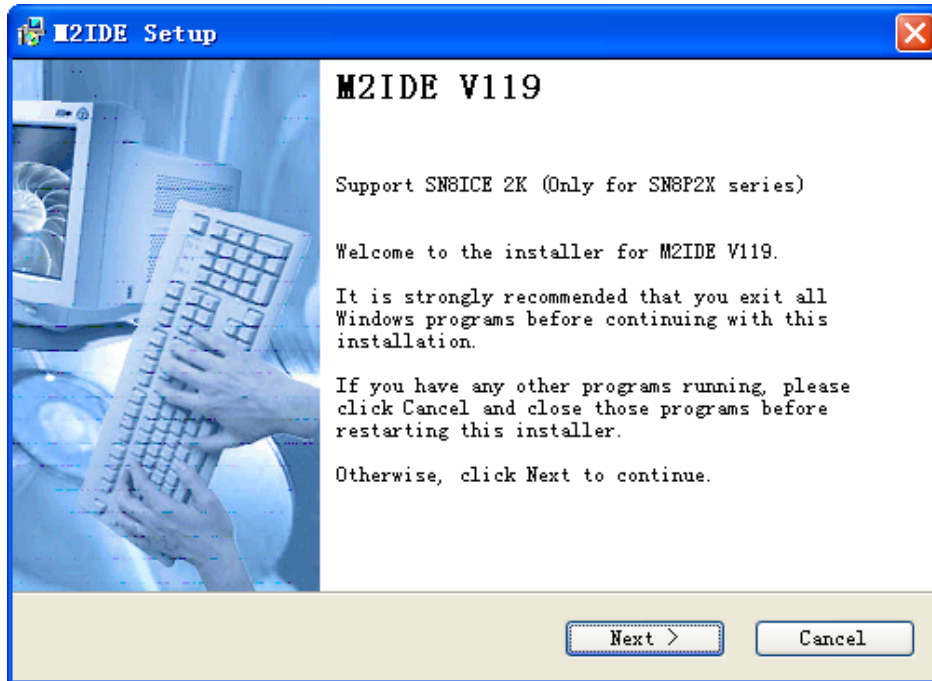 M2IDE Setup
M2IDE V119
Support SN8ICE 2K (Only for SN8P2X series)
Welcome to the installer for M2IDE V119.
It is strongly recommended that you exit all
Windows programs before continuing with this
installation.
If you have any other programs running, please
click Cancel and close those programs before
restarting this installer.
Otherwise, click Next to continue.
Next >
Cancel